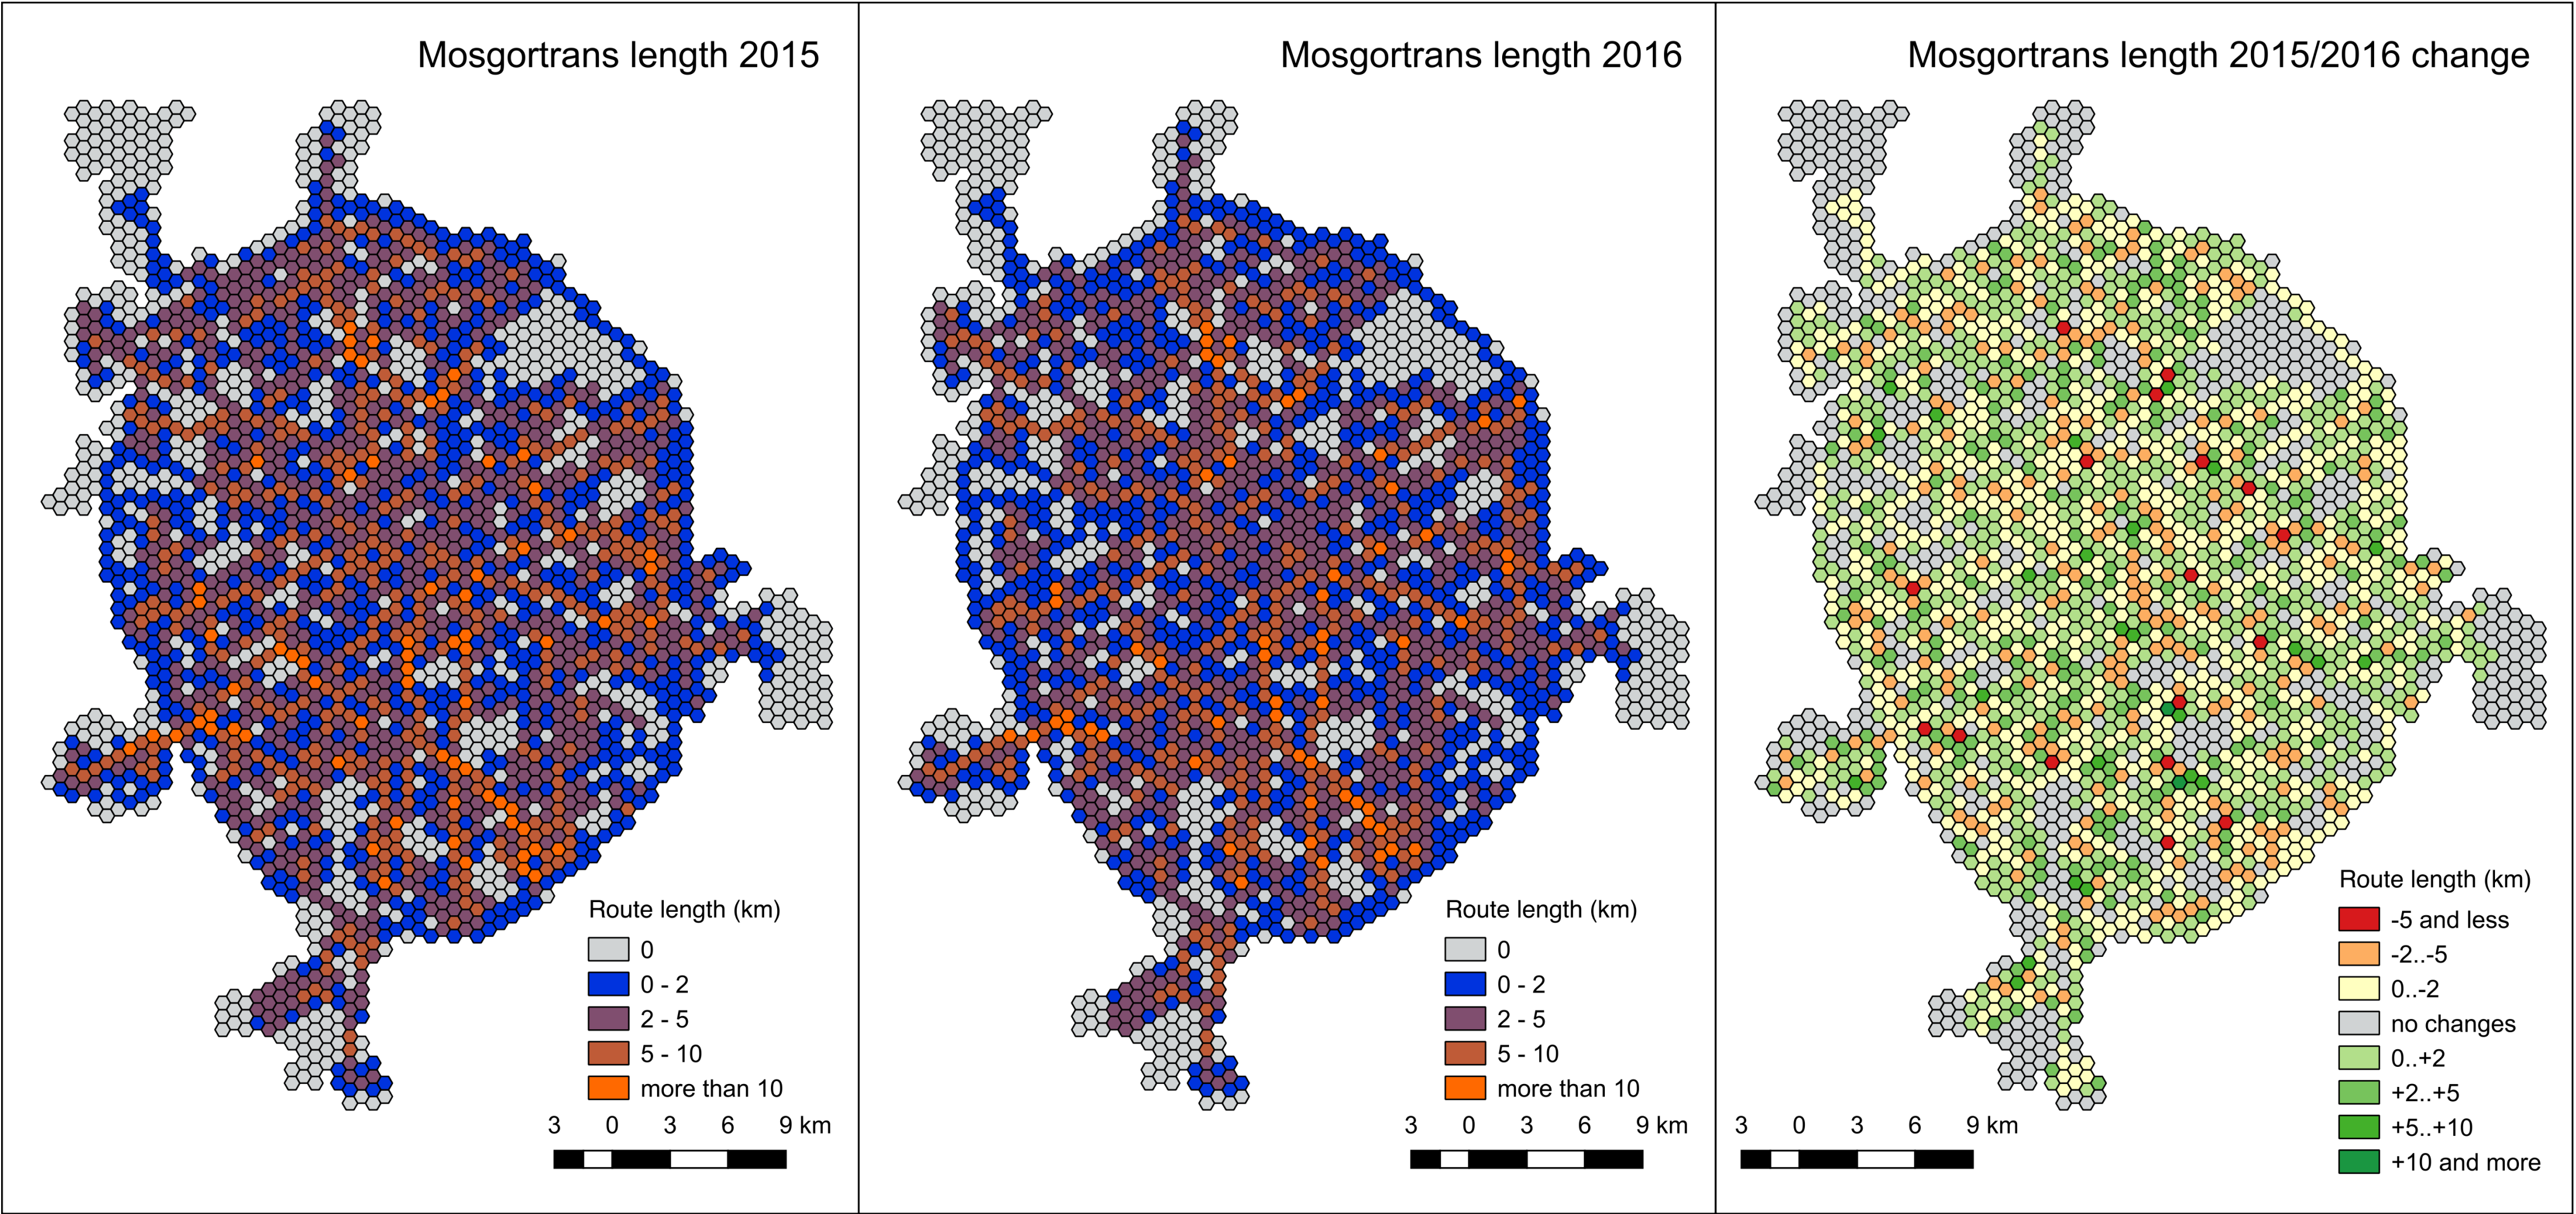 Mosgortrans length 2015
Route length (km)
0
0 - 2
2 - 5
5 - 10
more than 10
3 0 3 6 9 km
Mosgortrans length 2016
Route length (km)
0
0 - 2
2 - 5
5 - 10
more than 10
3 0 3 6 9 km
Mosgortrans length 2015/2016 change
Route length (km)
-5 and less
-2..-5
0..-2
no changes
0..+2
+2..+5
+5..+10
+10 and more
3 0 3 6 9 km